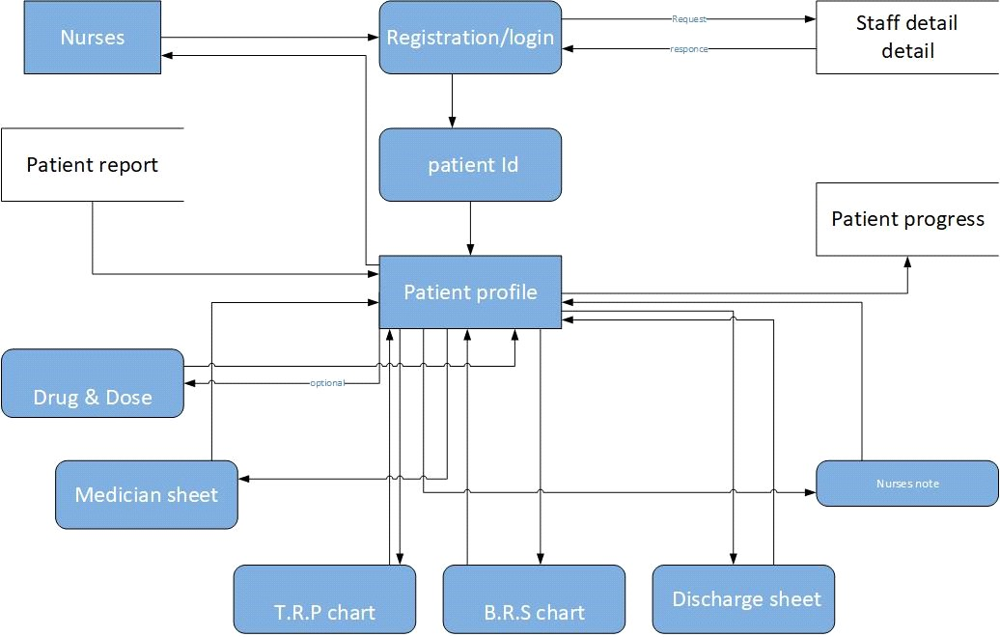 Nurses
Registration/login
Request
responce
Staff detail
detail
Patient report
patient Id
Patient progress
Patient profile
Drug & Dose
optional
Medician sheet
Nurses note
T.R.P chart
B.R.S chart
Discharge sheet